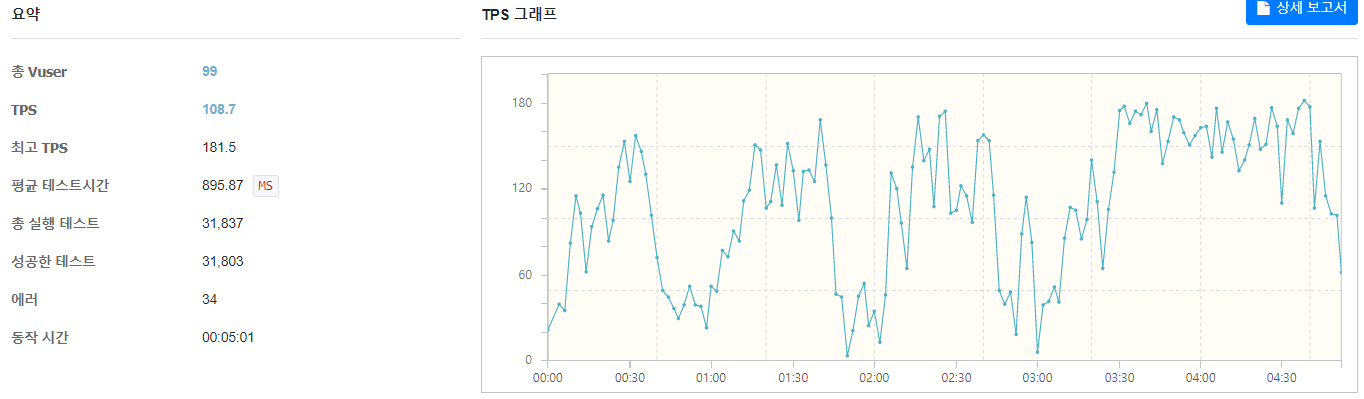 요약
총 Vuser 99
TPS 108.7
최고 TPS 181.5
평균 테스트시간 895.87 MS
총 실행 테스트 31,837
성공한 테스트 31,803
에러 34
동작 시간 00:05:01
TPS 그래프
상세 보고서
180
120
60
0
00:00 00:30 01:00 01:30 02:00 02:30 03:00 03:30 04:00 04:30